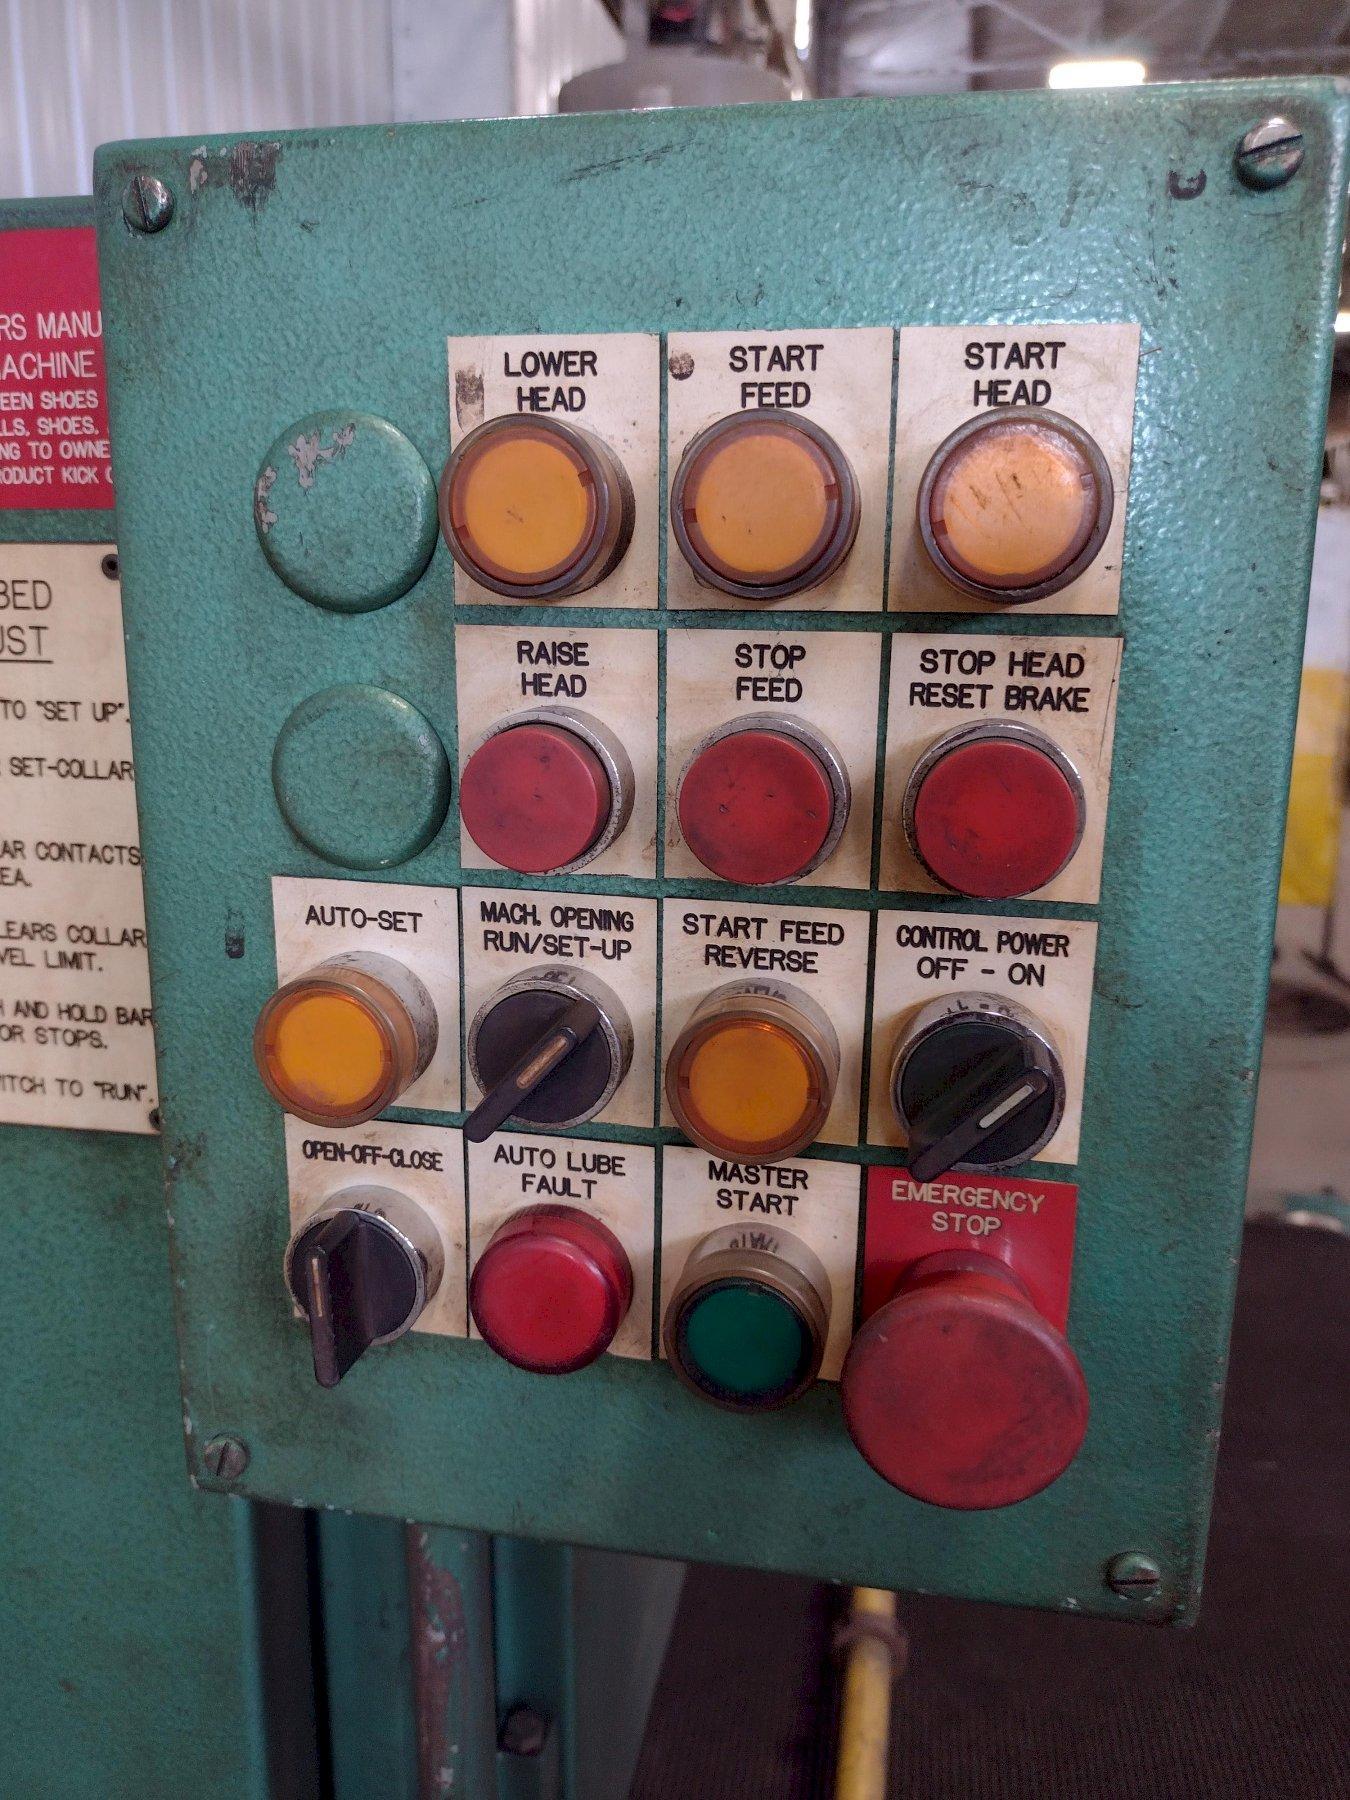 LOWER
HEAD
START
FEED
START
HEAD
RAISE
HEAD
STOP
FEED
STOP HEAD
RESET BRAKE
AUTO-SET
MACH. OPENING
RUN/SET-UP
START FEED
REVERSE
CONTROL POWER
OFF - ON
OPEN-OFF-CLOSE
AUTO LUBE
FAULT
MASTER
START
EMERGENCY
STOP
RS MANU
ACHINE
EEN SHOES
LLS, SHOES,
NG TO OWNE
ODUCT KICK
BED
UST
TO "SET UP".
SET-COLLAR
AR CONTACTS
EA.
LEARS COLLAR
VEL LIMIT.
H AND HOLD BAR
OR STOPS.
ITCH TO "RUN".